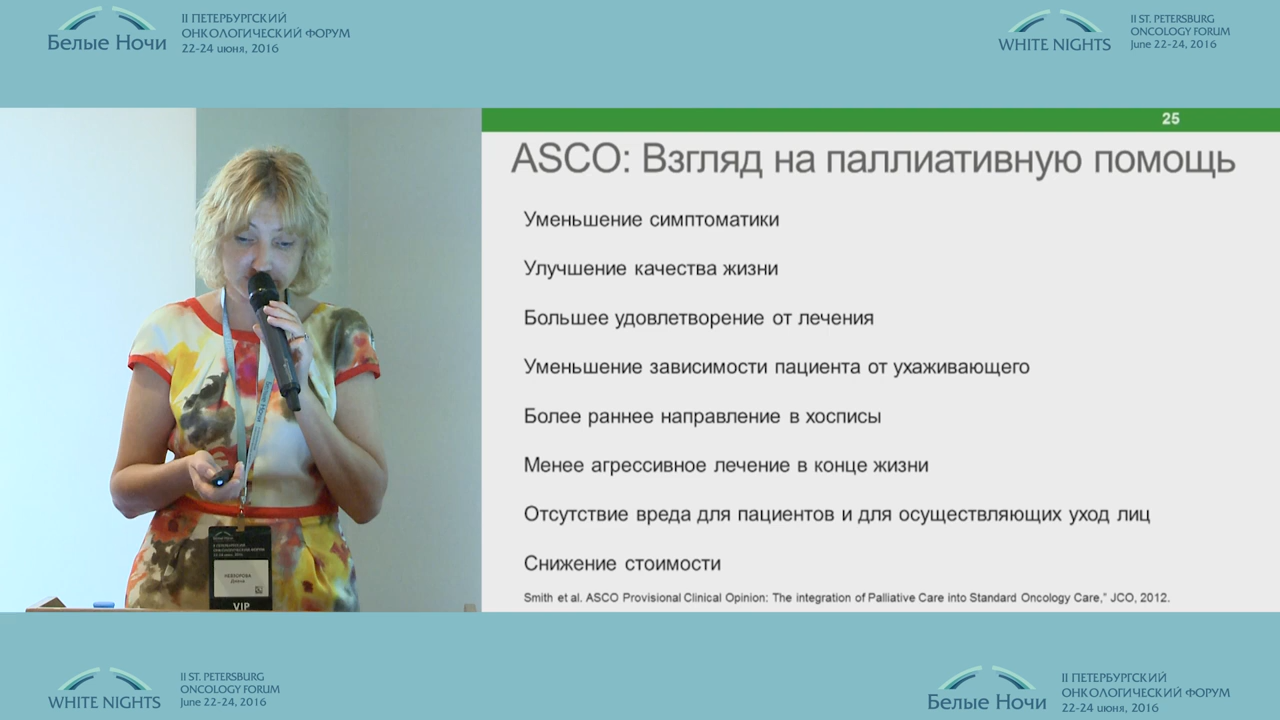 Белые Ночи
II ПЕТЕРБУРГСКИЙ
ОНКОЛОГИЧЕСКИЙ ФОРУМ
22-24 июня, 2016
WHITE NIGHTS
II ST. PETERSBURG
ONCOLOGY FORUM
June 22-24, 2016
25
ASCO: Взгляд на паллиативную помощь
Уменьшение симптоматики
Улучшение качества жизни
Большее удовлетворение от лечения
Уменьшение зависимости пациента от ухаживающего
Более раннее направление в хосписы
Менее агрессивное лечение в конце жизни
Отсутствие вреда для пациентов и для осуществляющих уход лиц
Снижение стоимости
Smith et al. ASCO Provisional Clinical Opinion: The integration of Palliative Care into Standard Oncology Care," JCO, 2012.
VIP
WHITE NIGHTS
II ST. PETERSBURG
ONCOLOGY FORUM
June 22-24, 2016
Белые Ночи
II ПЕТЕРБУРГСКИЙ
ОНКОЛОГИЧЕСКИЙ ФОРУМ
22-24 июня, 2016